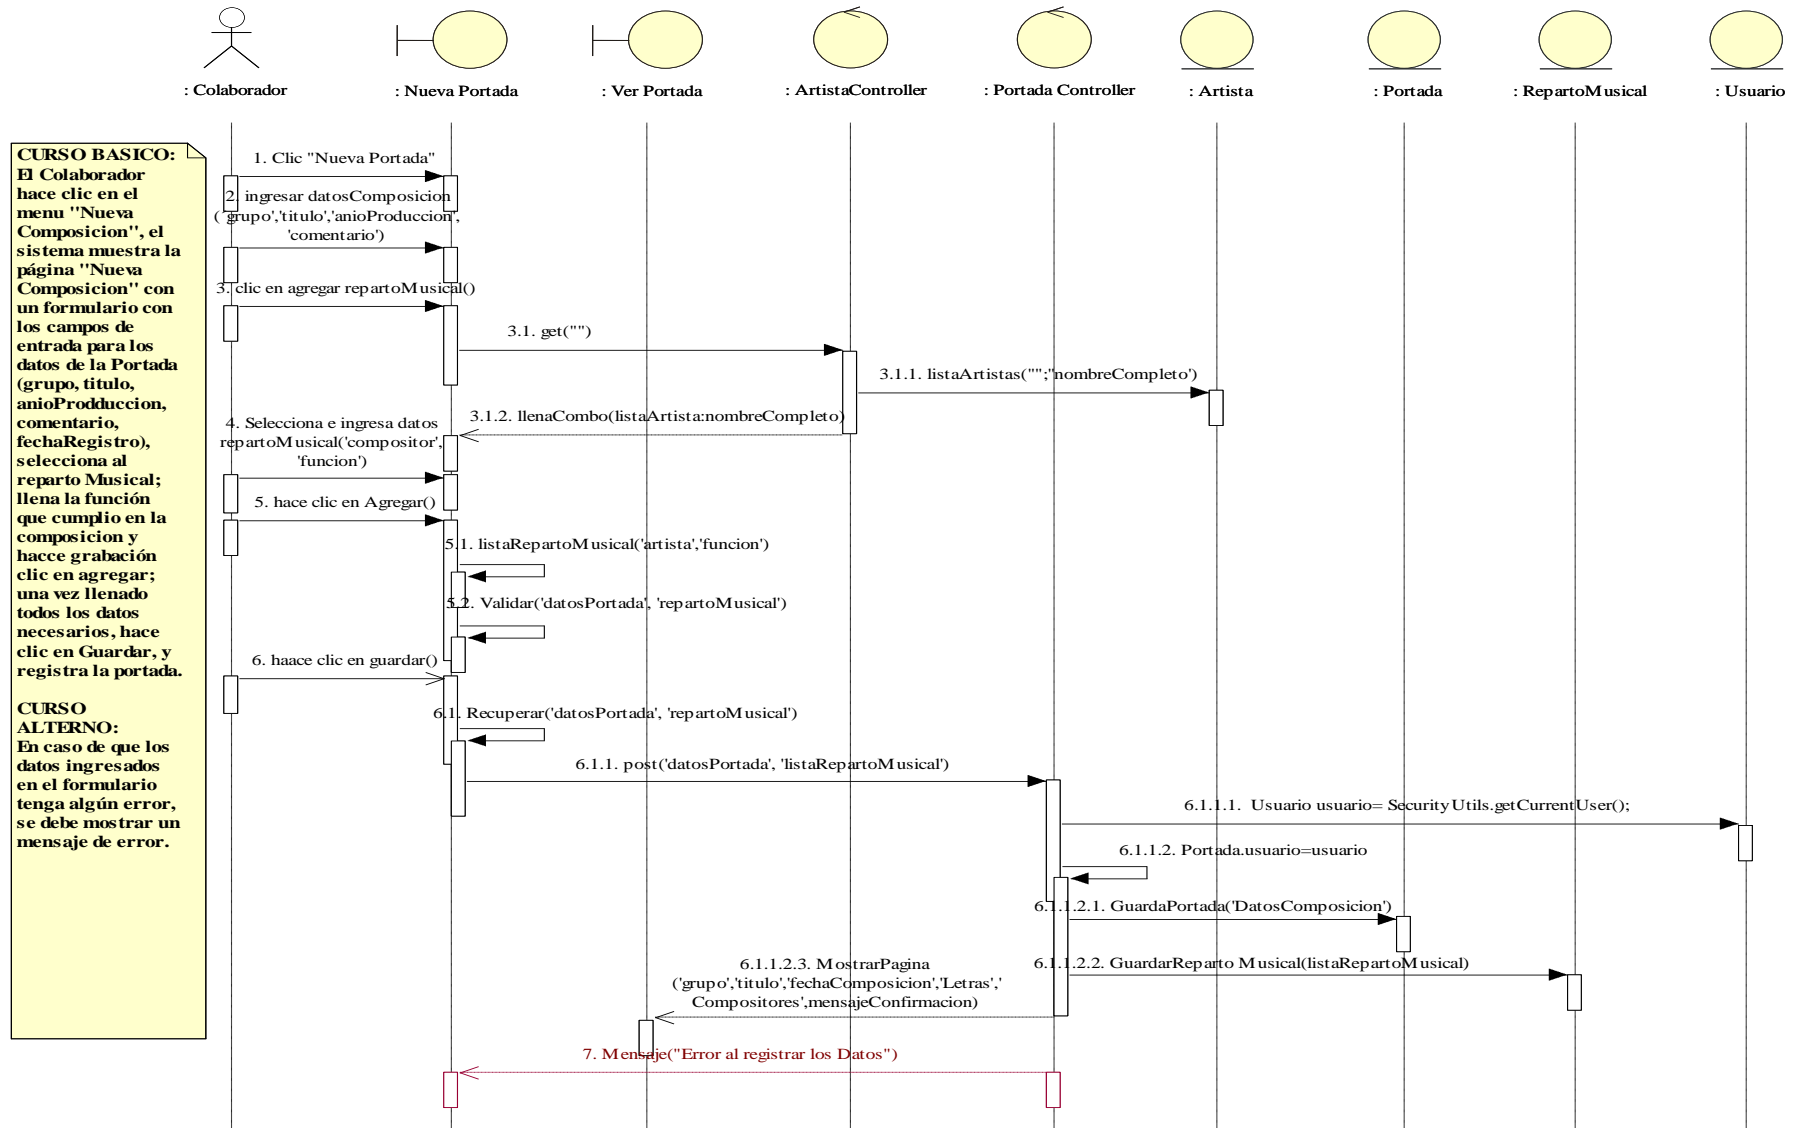 : Colaborador
: Nueva Portada
: Ver Portada
: ArtistaController
: Portada Controller
: Artista
: Portada
: RepartoMusical
: Usuario
CURSO BASICO:
El Colaborador
hace clic en el
menu "Nueva
Composicion", el
sistema muestra la
página "Nueva
Composicion" con
un formulario con
los campos de
entrada para los
datos de la Portada
(grupo, titulo,
anioProdduccion,
comentario,
fechaRegistro),
selecciona al
reparto Musical;
llena la función
que cumplio en la
composicion y
hacce grabación
clic en agregar;
una vez llenado
todos los datos
necesarios, hace
clic en Guardar, y
registra la portada.
CURSO
ALTERNO:
En caso de que los
datos ingresados
en el formulario
tenga algún error,
se debe mostrar un
mensaje de error.
1. Clic "Nueva Portada"
2. ingresar datosComposicion
('grupo','titulo','anioProduccion',
'comentario')
3. clic en agregar repartoMusical()
3.1. get("")
3.1.1. listaArtistas("";"nombreCompleto')
3.1.2. llenaCombo(listaArtista:nombreCompleto)
4. Selecciona e ingresa datos
repartoMusical('compositor',
'funcion')
5. hace clic en Agregar()
5.1. listaRepartoMusical('artista','funcion')
5.2. Validar('datosPortada', 'repartoMusical')
6. haace clic en guardar()
6.1. Recuperar('datosPortada', 'repartoMusical')
6.1.1. post('datosPortada', 'listaRepartoMusical')
6.1.1.1. Usuario usuario= SecurityUtils.getCurrentUser();
6.1.1.2. Portada.usuario=usuario
6.1.1.2.1. GuardaPortada('DatosComposicion')
6.1.1.2.2. GuardarReparto Musical(listaRepartoMusical)
6.1.1.2.3. MostrarPagina
('grupo','titulo','fechaComposicion','Letras','
Compositores',mensajeConfirmacion)
7. Mensaje("Error al registrar los Datos")